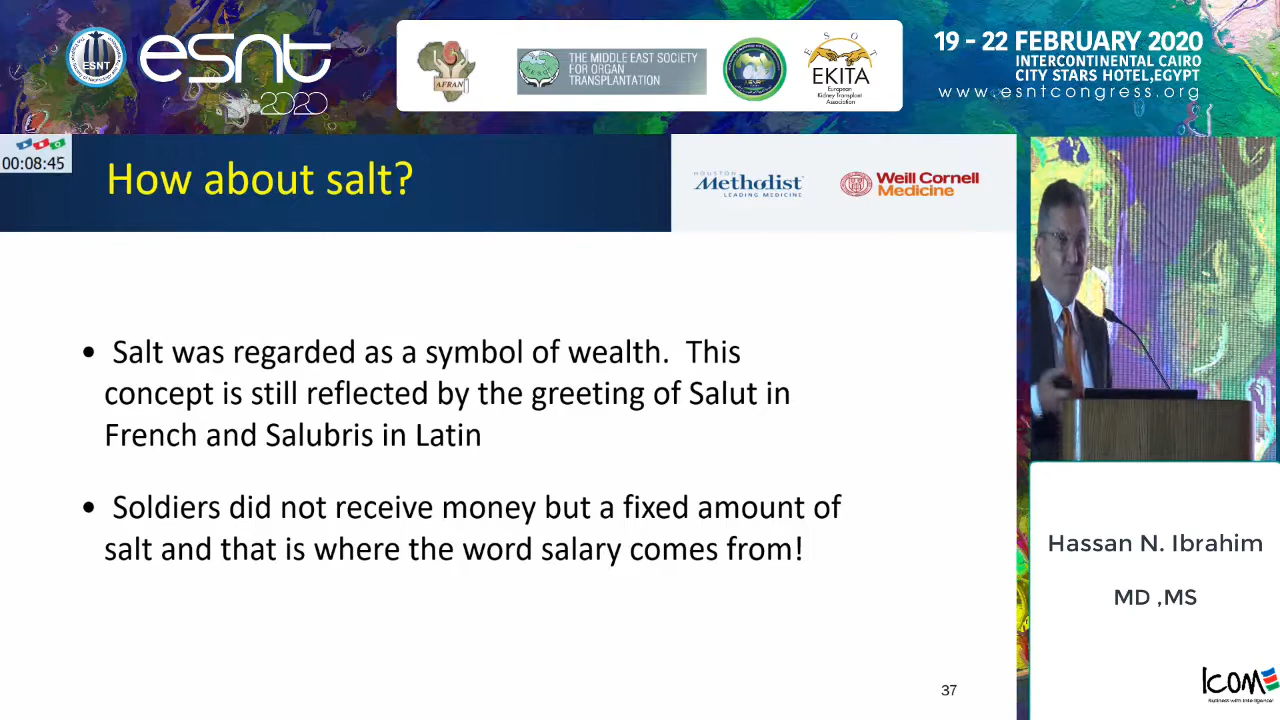 ESNT
esnt
2020
AFRAN
THE MIDDLE EAST SOCIETY
FOR ORGAN
TRANSPLANTATION
ESOT
EKITA
European
Kidney Transplant
Association
19 - 22 FEBRUARY 2020
INTERCONTINENTAL CAIRO
CITY STARS HOTEL,EGYPT
www.esntcongress.org
00:08:45
How about salt?
HOUSTON
Methodist
LEADING MEDICINE
Weill Cornell
Medicine
• Salt was regarded as a symbol of wealth. This
concept is still reflected by the greeting of Salut in
French and Salubris in Latin
• Soldiers did not receive money but a fixed amount of
salt and that is where the word salary comes from!
37
Hassan N. Ibrahim
MD ,MS
Icom